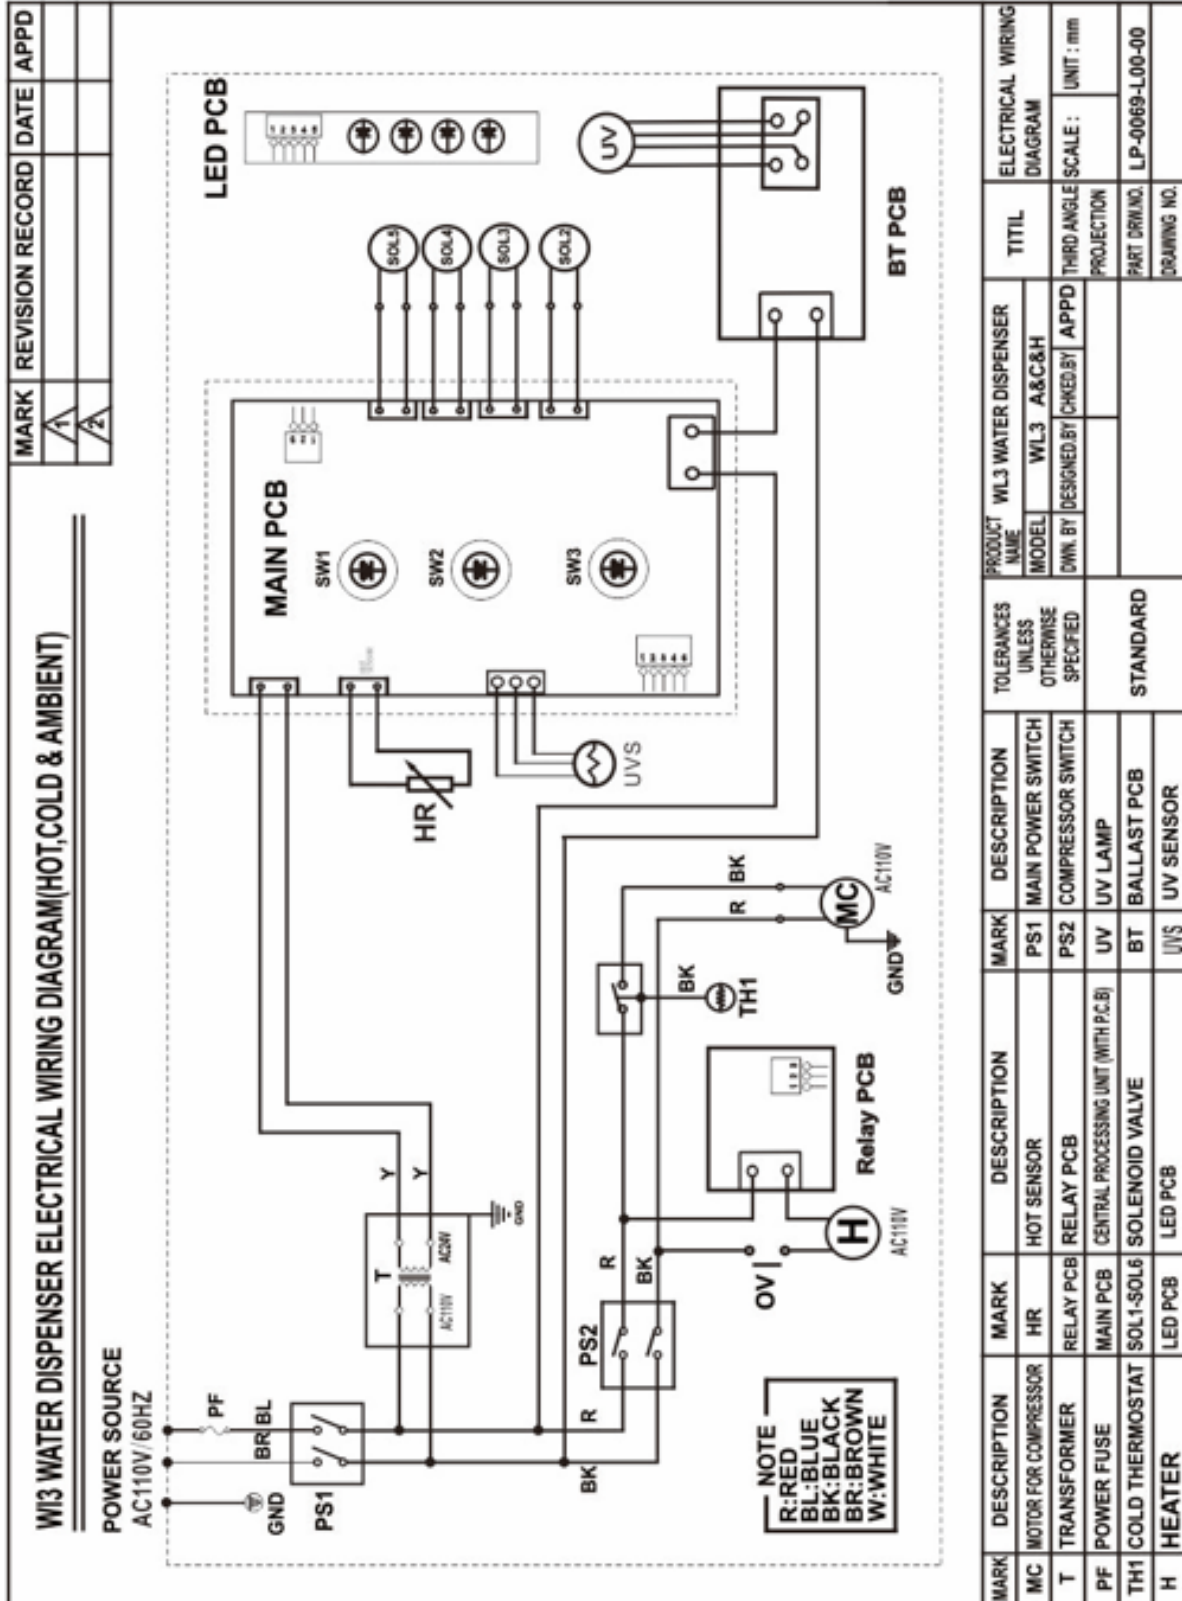 WI3 WATER DISPENSER ELECTRICAL WIRING DIAGRAM(HOT,COLD & AMBIENT)
MARK REVISION RECORD DATE APPD
1
2
POWER SOURCE
AC110V/60HZ
GND
PF
BR BL
PS1
T
AC110V AC24V
GND
Y
Y
R
BK
PS2
R
BK
OV
H
AC110V
Relay PCB
1 2 3
TH1
BK
R
BK
MC
AC110V
GND
HR
UVS
MAIN PCB
SW1
SW2
SW3
SOL5
SOL4
SOL3
SOL2
LED PCB
1 2 3 4 5
UV
BT PCB
NOTE
R:RED
BL:BLUE
BK:BLACK
BR:BROWN
W:WHITE
MARK DESCRIPTION MARK DESCRIPTION MARK DESCRIPTION
MC MOTOR FOR COMPRESSOR HR HOT SENSOR PS1 MAIN POWER SWITCH
T TRANSFORMER RELAY PCB RELAY PCB PS2 COMPRESSOR SWITCH
PF POWER FUSE MAIN PCB CENTRAL PROCESSING UNIT (WITH P.C.B) UV UV LAMP
TH1 COLD THERMOSTAT SOL1-SOL6 SOLENOID VALVE BT BALLAST PCB
H HEATER LED PCB LED PCB UVS UV SENSOR
TOLERANCES
UNLESS
OTHERWISE
SPECIFIED
STANDARD
PRODUCT
NAME
WL3 WATER DISPENSER
MODEL WL3 A&C&H
DWN. BY DESIGNED.BY CHKED.BY APPD
TITIL
ELECTRICAL WIRING
DIAGRAM
THIRD ANGLE
PROJECTION
SCALE : UNIT : mm
PART DRW.NO. LP-0069-L00-00
DRAWING NO.